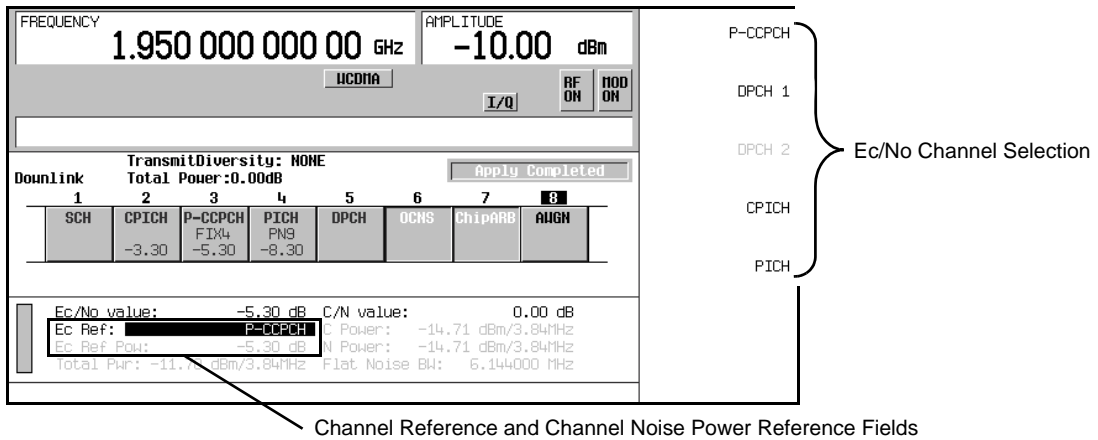 FREQUENCY
1.950 000 000 00 GHz
AMPLITUDE
-10.00 dBm
WCDMA
I/Q
RF ON
MOD ON
TransmitDiversity: NONE
Downlink
Total Power:0.00dB
Apply Completed
1 2 3 4 5 6 7 8
SCH CPICH P-CCPCH PICH DPCH OCNS ChipARB AWGN
FIX4 PN9
-3.30 -5.30 -8.30
Ec/No value: -5.30 dB C/N value: 0.00 dB
Ec Ref: P-CCPCH C Power: -14.71 dBm/3.84MHz
Ec Ref Pow: -5.30 dB N Power: -14.71 dBm/3.84MHz
Total Pwr: dBm/3.84MHz Flat Noise BW: 6.144000 MHz
P-CCPCH
DPCH 1
DPCH 2
CPICH
PICH
Ec/No Channel Selection
Channel Reference and Channel Noise Power Reference Fields